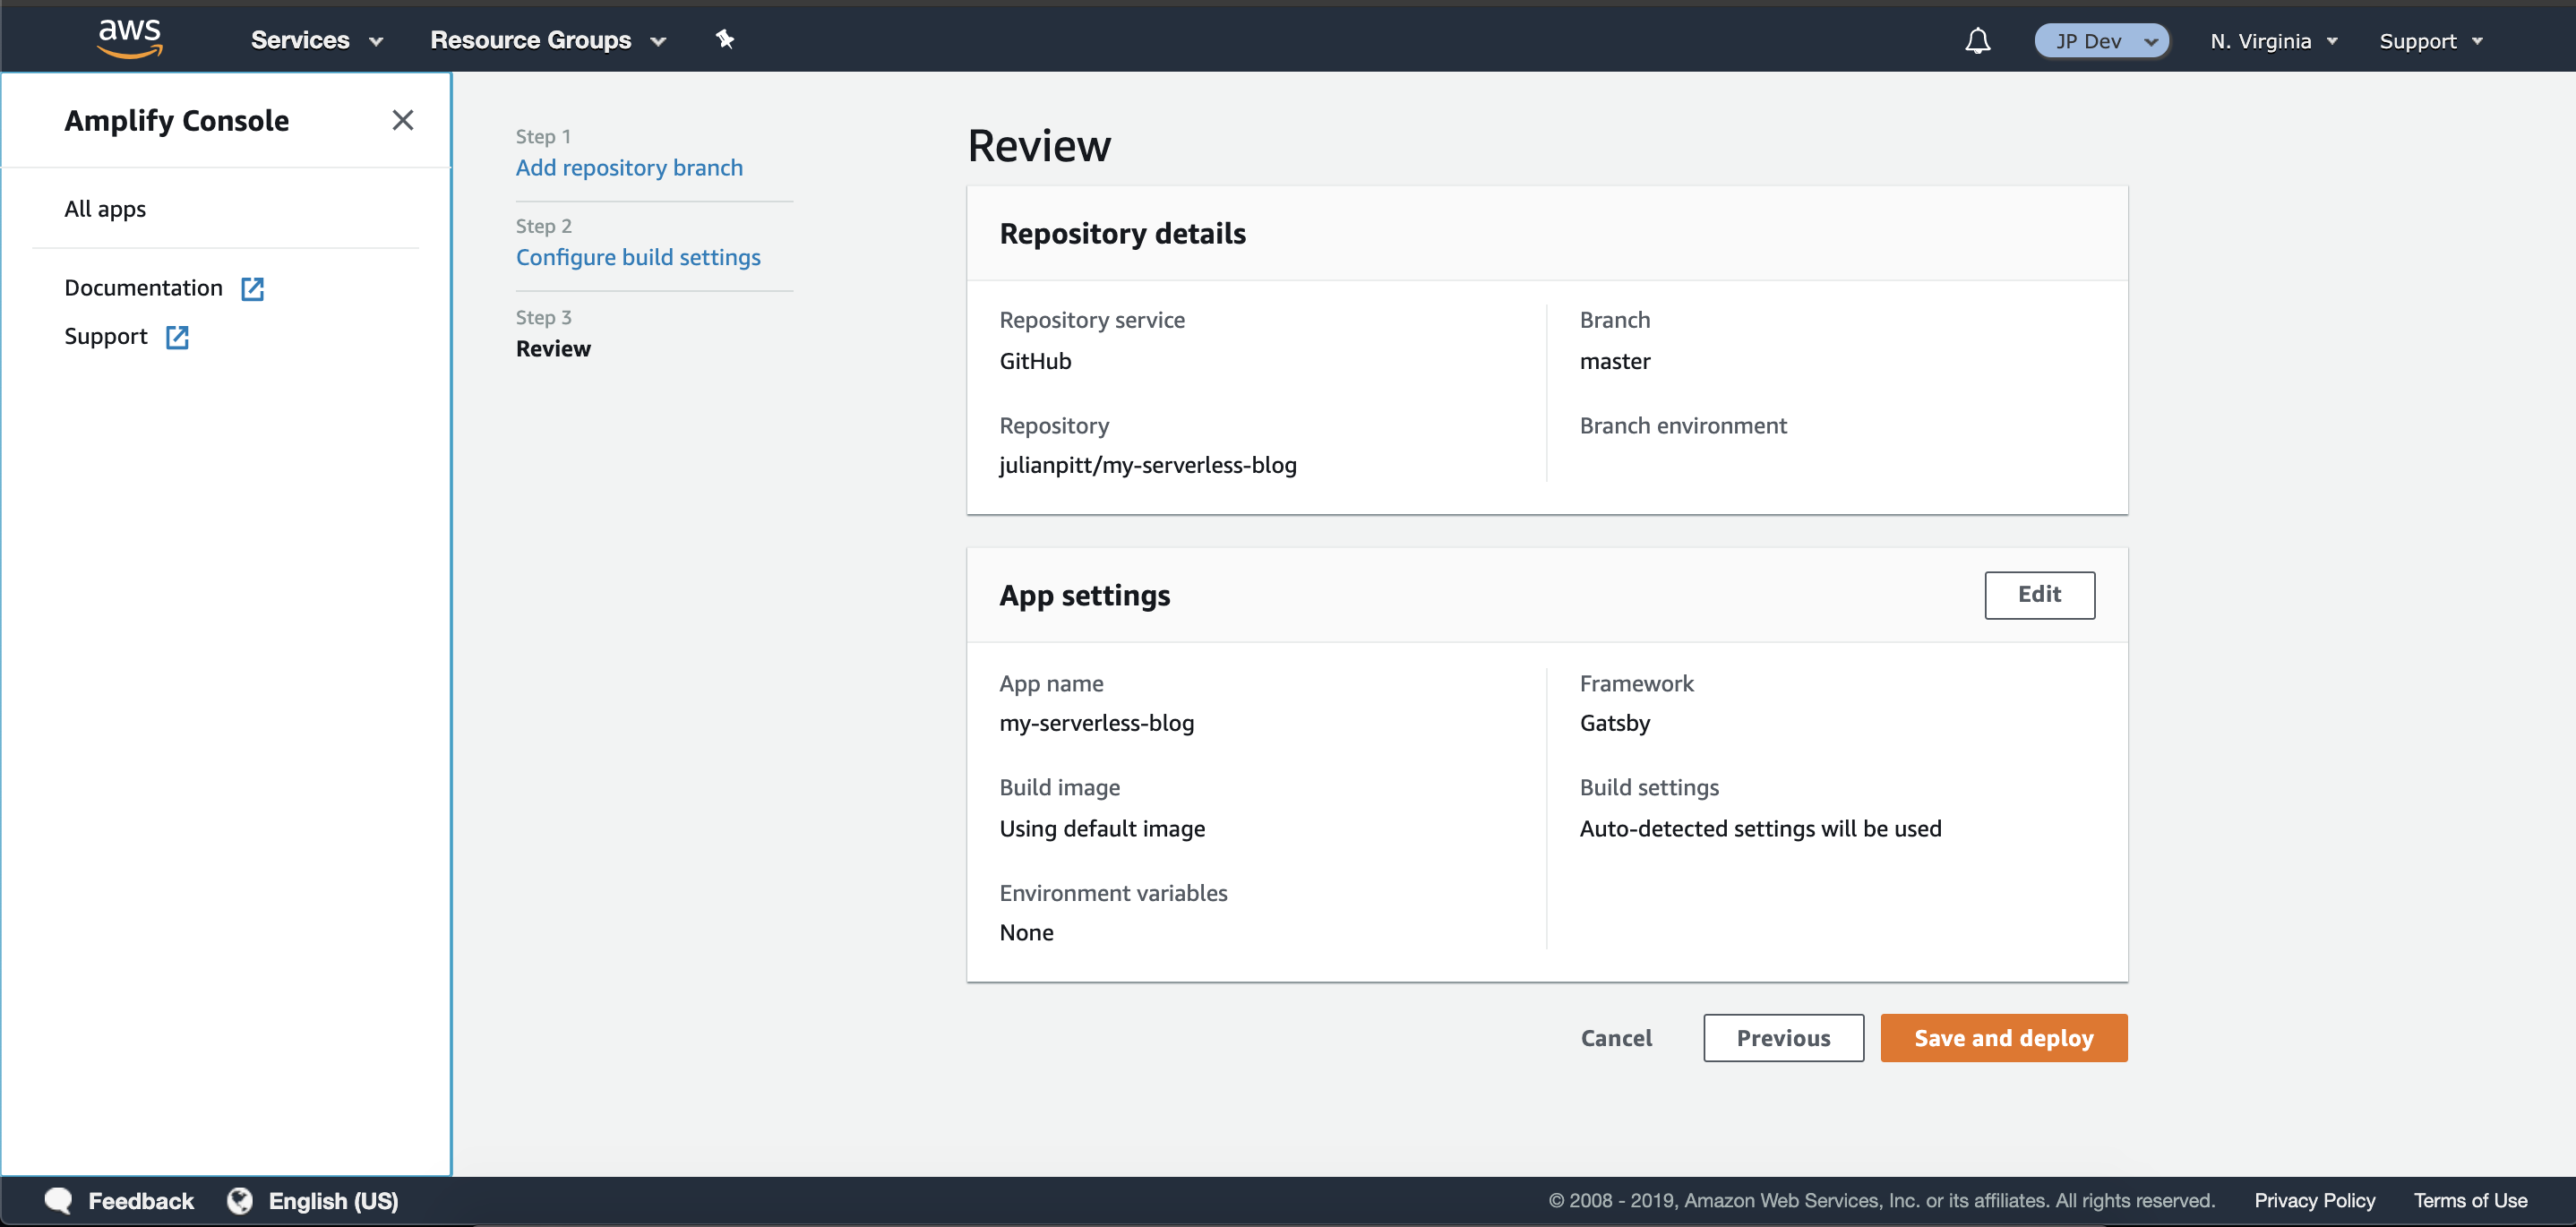 aws Services Resource Groups JP Dev N. Virginia Support
Amplify Console
All apps
Documentation
Support
Step 1
Add repository branch
Step 2
Configure build settings
Step 3
Review
Review
Repository details
Repository service
GitHub
Branch
master
Repository
julianpitt/my-serverless-blog
Branch environment
App settings
Edit
App name
my-serverless-blog
Framework
Gatsby
Build image
Using default image
Build settings
Auto-detected settings will be used
Environment variables
None
Cancel Previous Save and deploy
Feedback English (US) © 2008 - 2019, Amazon Web Services, Inc. or its affiliates. All rights reserved. Privacy Policy Terms of Use